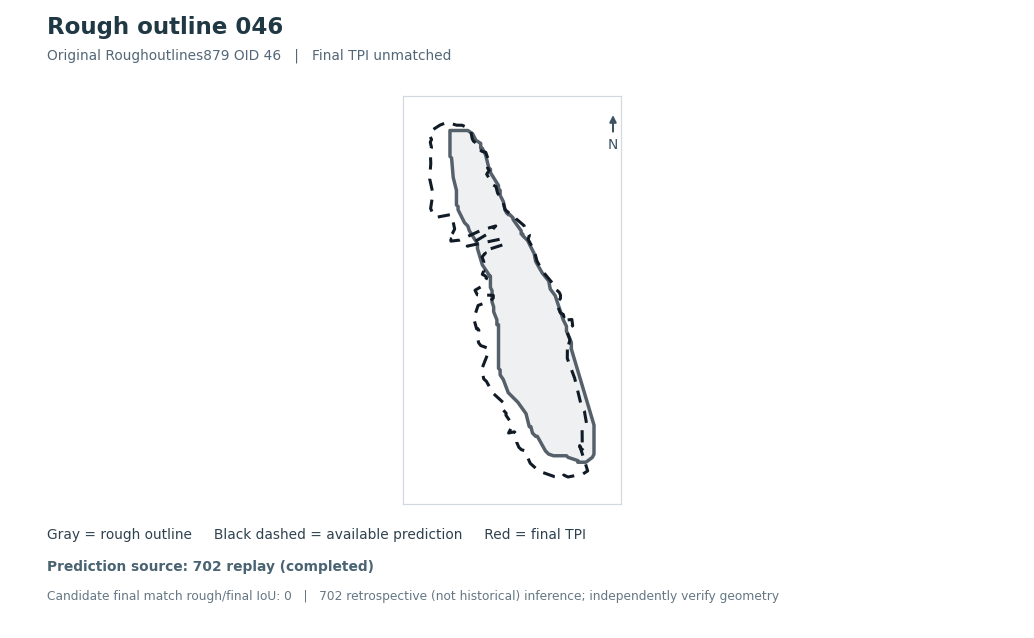 Rough outline 046
Original Roughoutlines879 OID 46   |   Final TPI unmatched
N
Gray = rough outline     Black dashed = available prediction     Red = final TPI
Prediction source: 702 replay (completed)
Candidate final match rough/final IoU: 0   |   702 retrospective (not historical) inference; independently verify geometry